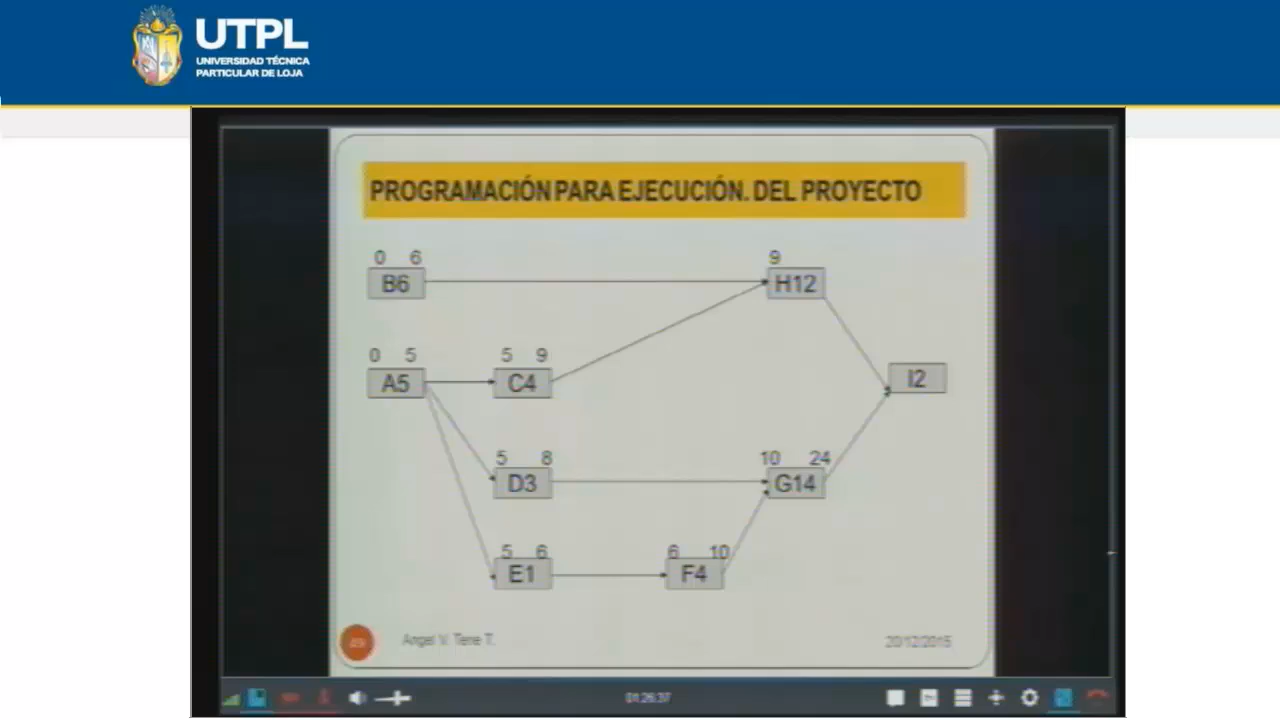 UTPL
UNIVERSIDAD TÉCNICA
PARTICULAR DE LOJA
PROGRAMACIÓN PARA EJECUCIÓN. DEL PROYECTO
0 6
B6
9
H12
0 5
A5
5 9
C4
I2
5 8
D3
10 24
G14
5 6
E1
6 10
F4
Angel V. Tene T.
20/12/2015
01:26:37